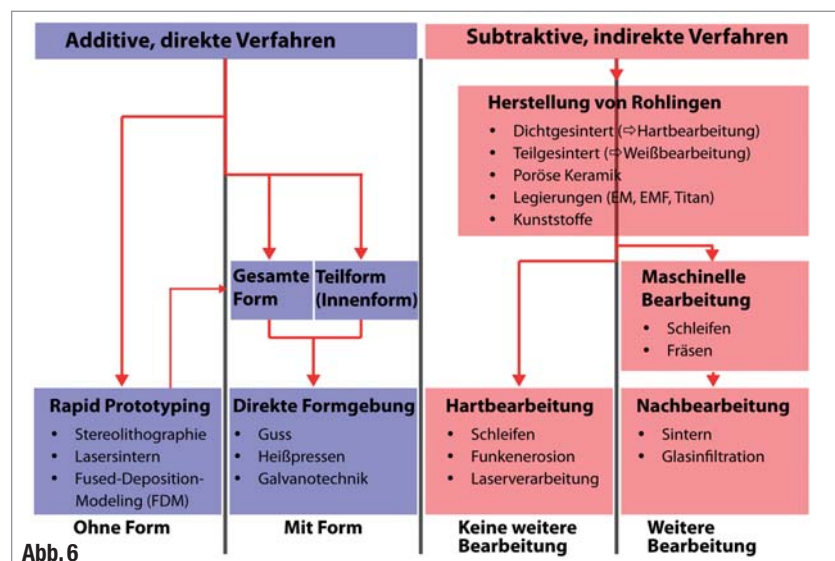 Additive, direkte Verfahren
Subtraktive, indirekte Verfahren
Herstellung von Rohlingen
• Dichtgesintert (⇨Hartbearbeitung)
• Teilgesintert (⇨Weißbearbeitung)
• Poröse Keramik
• Legierungen (EM, EMF, Titan)
• Kunststoffe
Gesamte
Form
Teilform
(Innenform)
Maschinelle
Bearbeitung
• Schleifen
• Fräsen
Rapid Prototyping
• Stereolithographie
• Lasersintern
• Fused-Deposition-
Modeling (FDM)
Direkte Formgebung
• Guss
• Heißpressen
• Galvanotechnik
Hartbearbeitung
• Schleifen
• Funkenerosion
• Laserverarbeitung
Nachbearbeitung
• Sintern
• Glasinfiltration
Ohne Form
Mit Form
Keine weitere
Bearbeitung
Weitere
Bearbeitung
Abb. 6